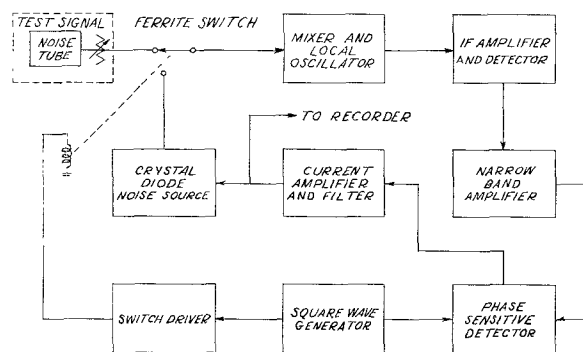 TEST SIGNAL
FERRITE SWITCH
NOISE
TUBE
MIXER AND
LOCAL
OSCILLATOR
IF AMPLIFIER
AND DETECTOR
TO RECORDER
CRYSTAL
DIODE
NOISE SOURCE
CURRENT
AMPLIFIER
AND FILTER
NARROW
BAND
AMPLIFIER
SWITCH DRIVER
SQUARE WAVE
GENERATOR
PHASE
SENSITIVE
DETECTOR